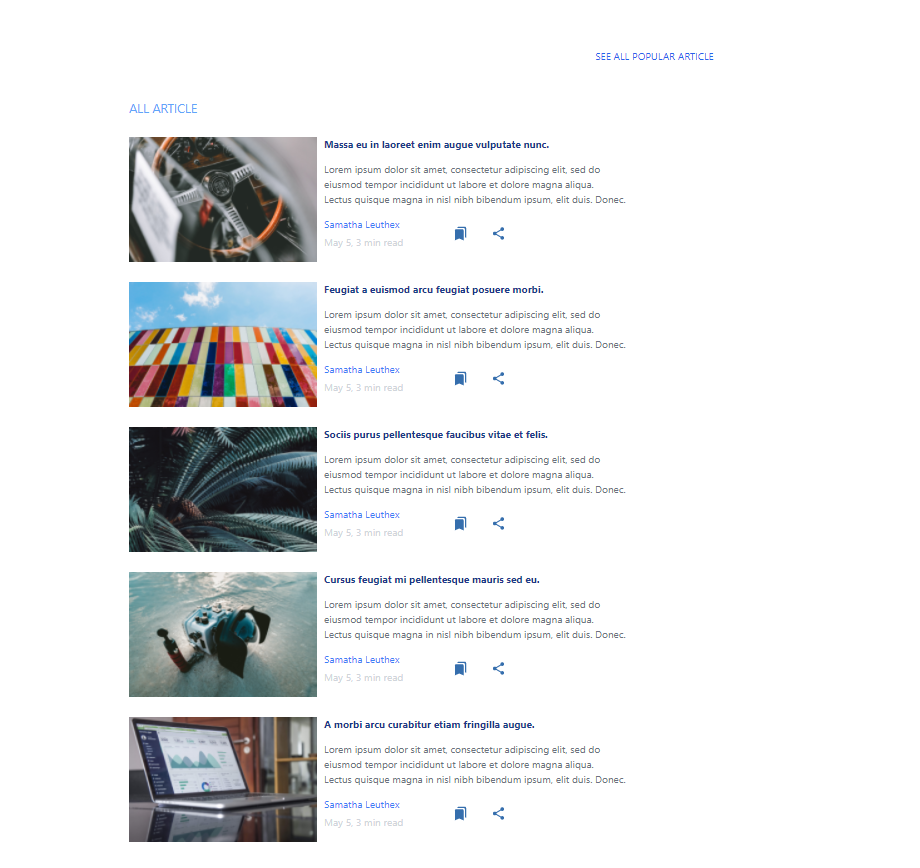 SEE ALL POPULAR ARTICLE
ALL ARTICLE
Massa eu in laoreet enim augue vulputate nunc.
Lorem ipsum dolor sit amet, consectetur adipiscing elit, sed do
eiusmod tempor incididunt ut labore et dolore magna aliqua.
Lectus quisque magna in nisl nibh bibendum ipsum, elit duis. Donec.
Samatha Leuthex
May 5, 3 min read
Feugiat a euismod arcu feugiat posuere morbi.
Lorem ipsum dolor sit amet, consectetur adipiscing elit, sed do
eiusmod tempor incididunt ut labore et dolore magna aliqua.
Lectus quisque magna in nisl nibh bibendum ipsum, elit duis. Donec.
Samatha Leuthex
May 5, 3 min read
Sociis purus pellentesque faucibus vitae et felis.
Lorem ipsum dolor sit amet, consectetur adipiscing elit, sed do
eiusmod tempor incididunt ut labore et dolore magna aliqua.
Lectus quisque magna in nisl nibh bibendum ipsum, elit duis. Donec.
Samatha Leuthex
May 5, 3 min read
Cursus feugiat mi pellentesque mauris sed eu.
Lorem ipsum dolor sit amet, consectetur adipiscing elit, sed do
eiusmod tempor incididunt ut labore et dolore magna aliqua.
Lectus quisque magna in nisl nibh bibendum ipsum, elit duis. Donec.
Samatha Leuthex
May 5, 3 min read
A morbi arcu curabitur etiam fringilla augue.
Lorem ipsum dolor sit amet, consectetur adipiscing elit, sed do
eiusmod tempor incididunt ut labore et dolore magna aliqua.
Lectus quisque magna in nisl nibh bibendum ipsum, elit duis. Donec.
Samatha Leuthex
May 5, 3 min read